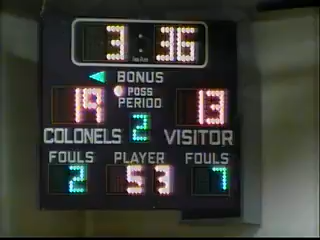 3:36
BONUS
19 POSS 13
PERIOD
COLONELS 2 VISITOR
FOULS PLAYER FOULS
2 53 7